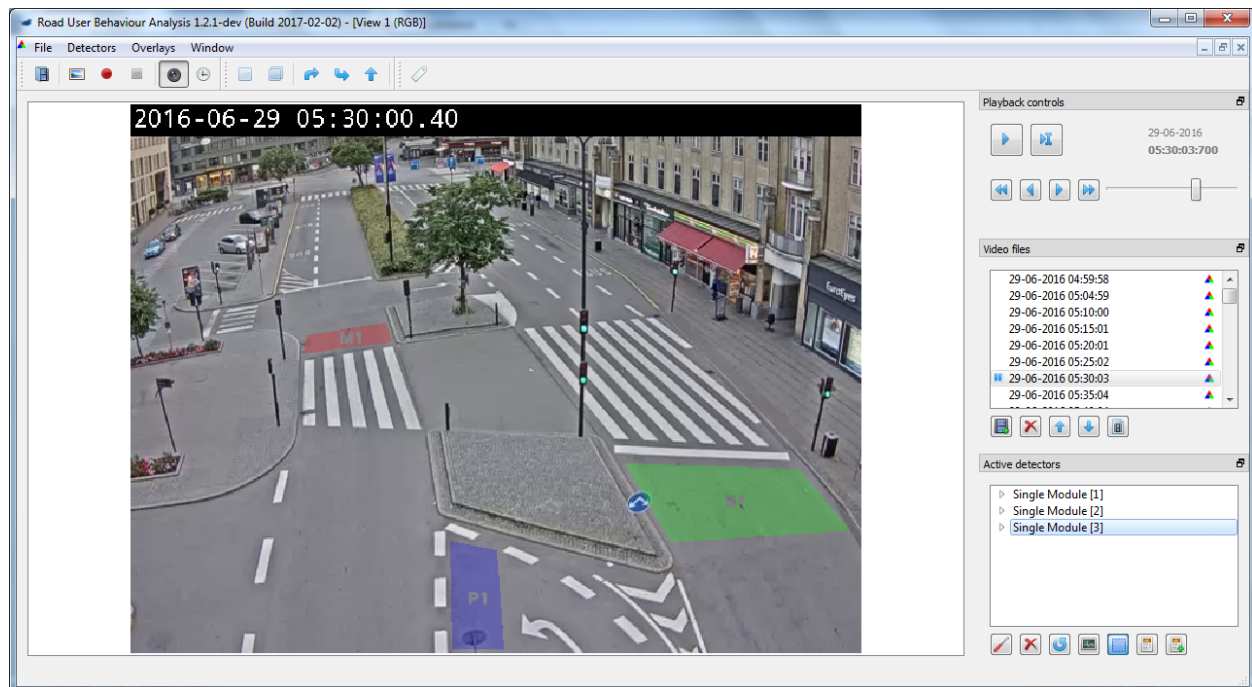 Road User Behaviour Analysis 1.2.1-dev (Build 2017-02-02) - [View 1 (RGB)]
File Detectors Overlays Window
2016-06-29 05:30:00.40
EuroEyes
M1
S1
P1
Playback controls
29-06-2016
05:30:03:700
Video files
29-06-2016 04:59:58
29-06-2016 05:04:59
29-06-2016 05:10:00
29-06-2016 05:15:01
29-06-2016 05:20:01
29-06-2016 05:25:02
29-06-2016 05:30:03
29-06-2016 05:35:04
Active detectors
Single Module [1]
Single Module [2]
Single Module [3]